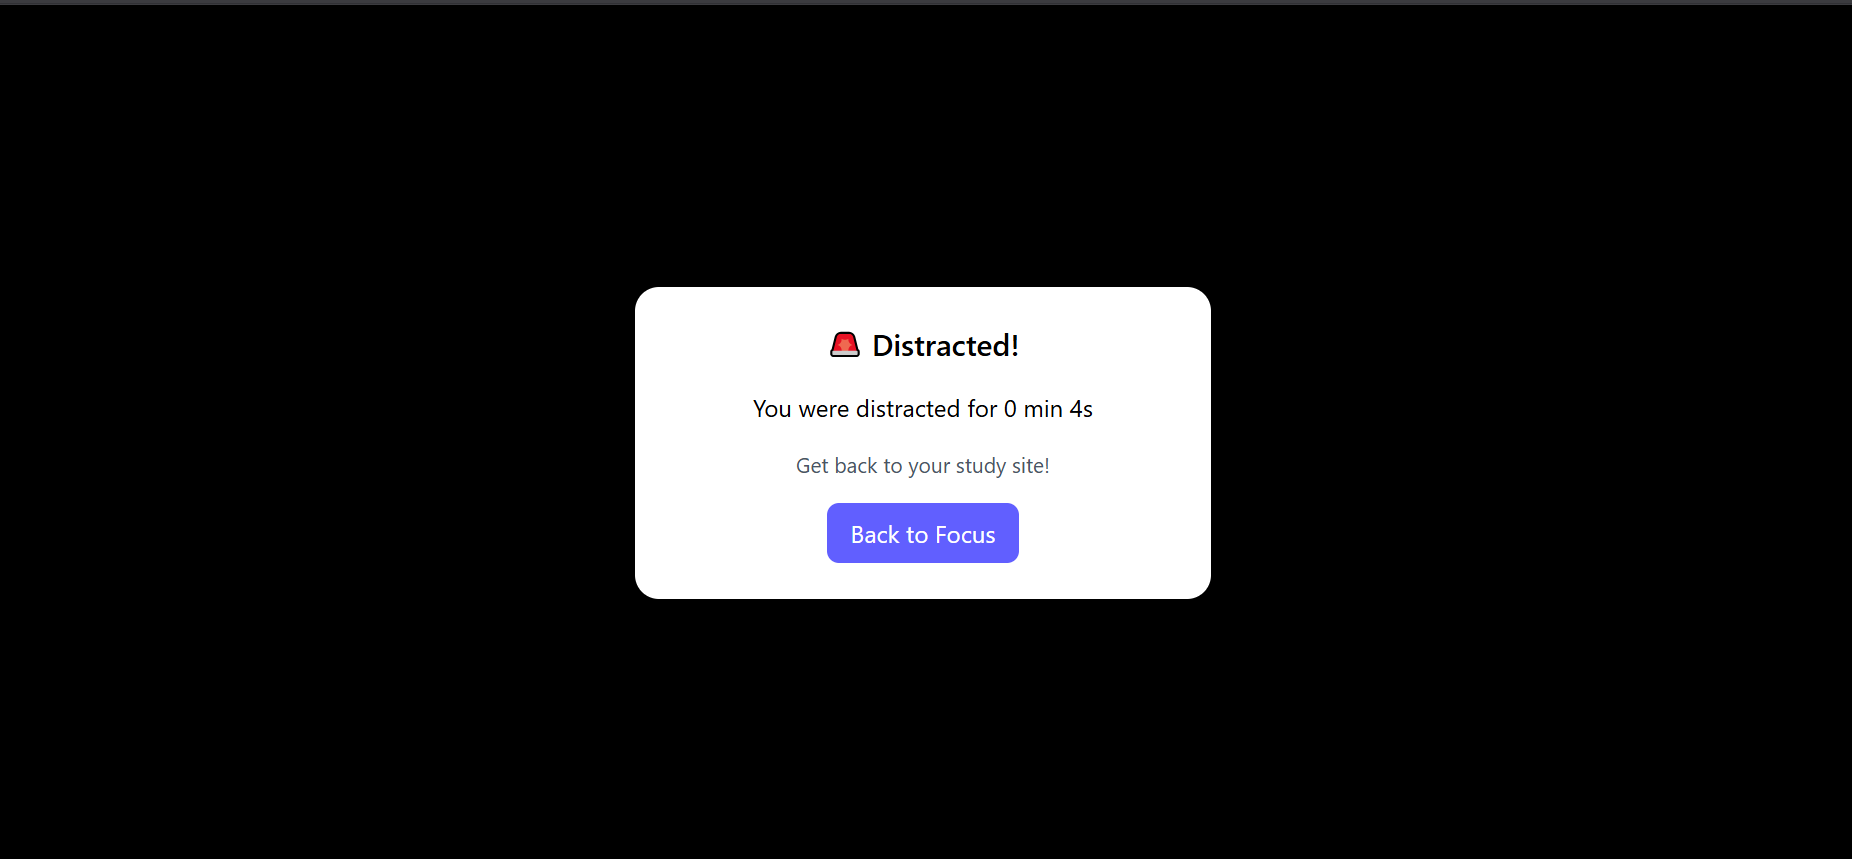 🚨 Distracted!
You were distracted for 0 min 4s
Get back to your study site!
Back to Focus